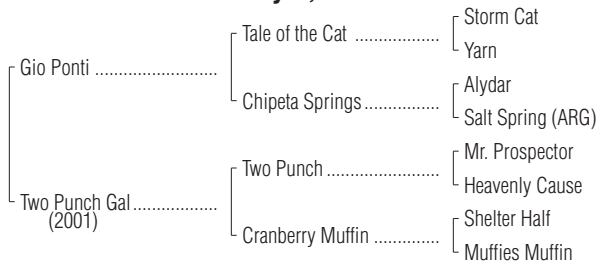 Storm Cat
Tale of the Cat ..................
Yarn
Gio Ponti ..........................
Alydar
Chipeta Springs ................
Salt Spring (ARG)
Mr. Prospector
Two Punch ........................
Heavenly Cause
Two Punch Gal ..................
(2001)
Shelter Half
Cranberry Muffin ..............
Muffies Muffin